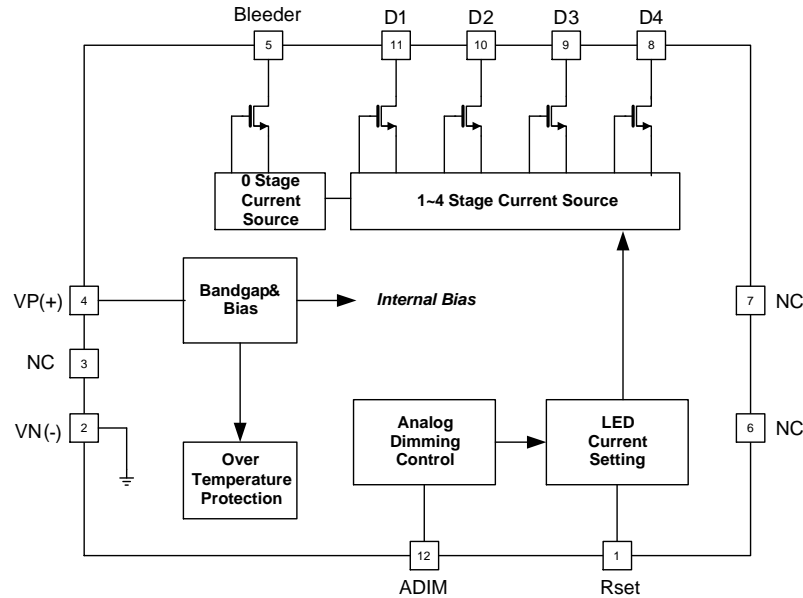 Bleeder D1 D2 D3 D4
5 11 10 9 8
0 Stage
Current
Source
1~4 Stage Current Source
VP(+) 4
Bandgap&
Bias
Internal Bias
7 NC
NC 3
VN(-) 2
Over
Temperature
Protection
Analog
Dimming
Control
LED
Current
Setting
6 NC
12 1
ADIM Rset